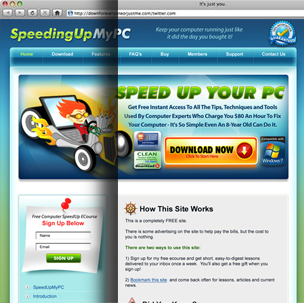 It's just you.
http://downforeveryoneorjustme.com/twitter.com
SpeedingUpMyPC
Keep your computer running just like
it did the day you bought it!
Home Download Features FAQ's Buy Members Support Contact Us
SPEED UP YOUR PC
Get Free Instant Access To All The Tips, Techniques and Tools
Used By Computer Experts Who Charge You $80 An Hour To Fix
Your Computer - It's So Simple Even An 8-Year Old Can Do It.
CLEAN
DOWNLOAD NOW!
Click To Start Here
Compatible with
Windows 7
Free Computer SpeedUp ECourse
Sign Up Below
Name
Email
SIGN UP
SpeedUpMyPC
Introduction
How This Site Works
This is a completely FREE site.
There is some advertising on the site to help pay the bills, but the cost to
you is nothing.
There are two ways to use this site:
1) Sign up for my free ecourse and get short, easy-to-digest lessons
delivered to your inbox once a week. You'll also get a free gift when you
sign up!
2) Bookmark this site and come back often for lessons, articles and current
news.